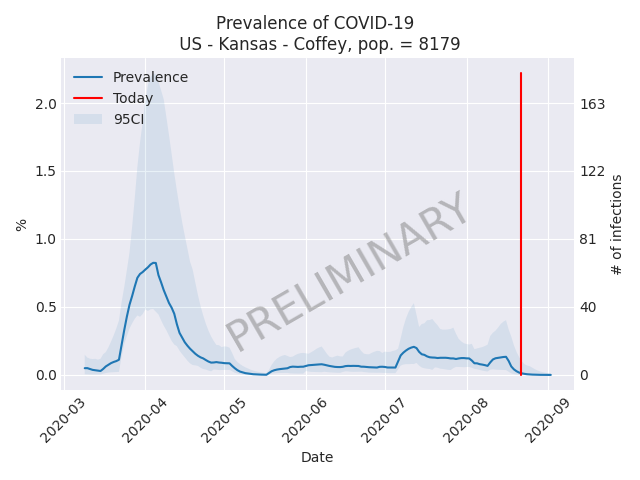 Prevalence of COVID-19
US - Kansas - Coffey, pop. = 8179
Prevalence
Today
95CI
PRELIMINARY
%
2.0
1.5
1.0
0.5
0.0
163
122
81
40
0
# of infections
2020-03
2020-04
2020-05
2020-06
2020-07
2020-08
2020-09
Date